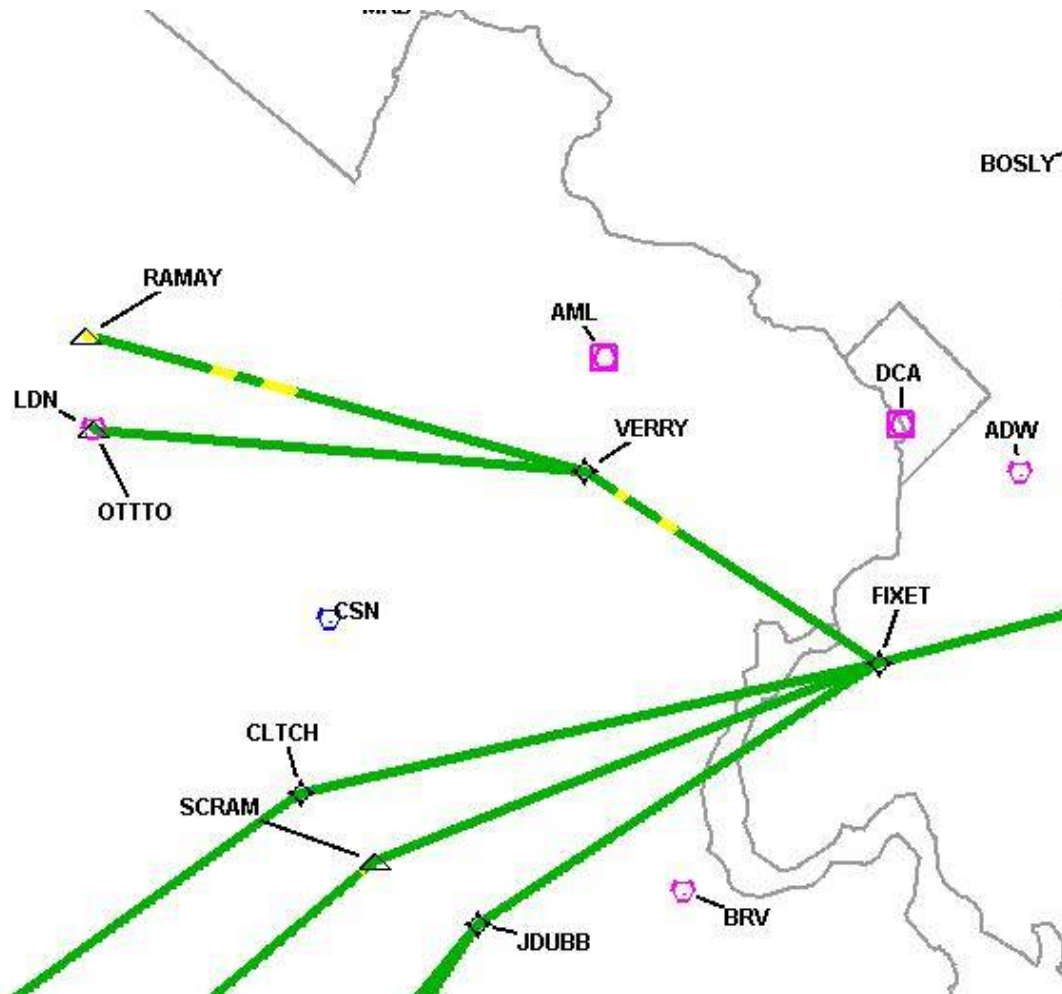 BOSLY
RAMAY
AML
DCA
LDN
VERRY
ADW
OTTTO
FIXET
CSN
CLTCH
SCRAM
BRV
JDUBB